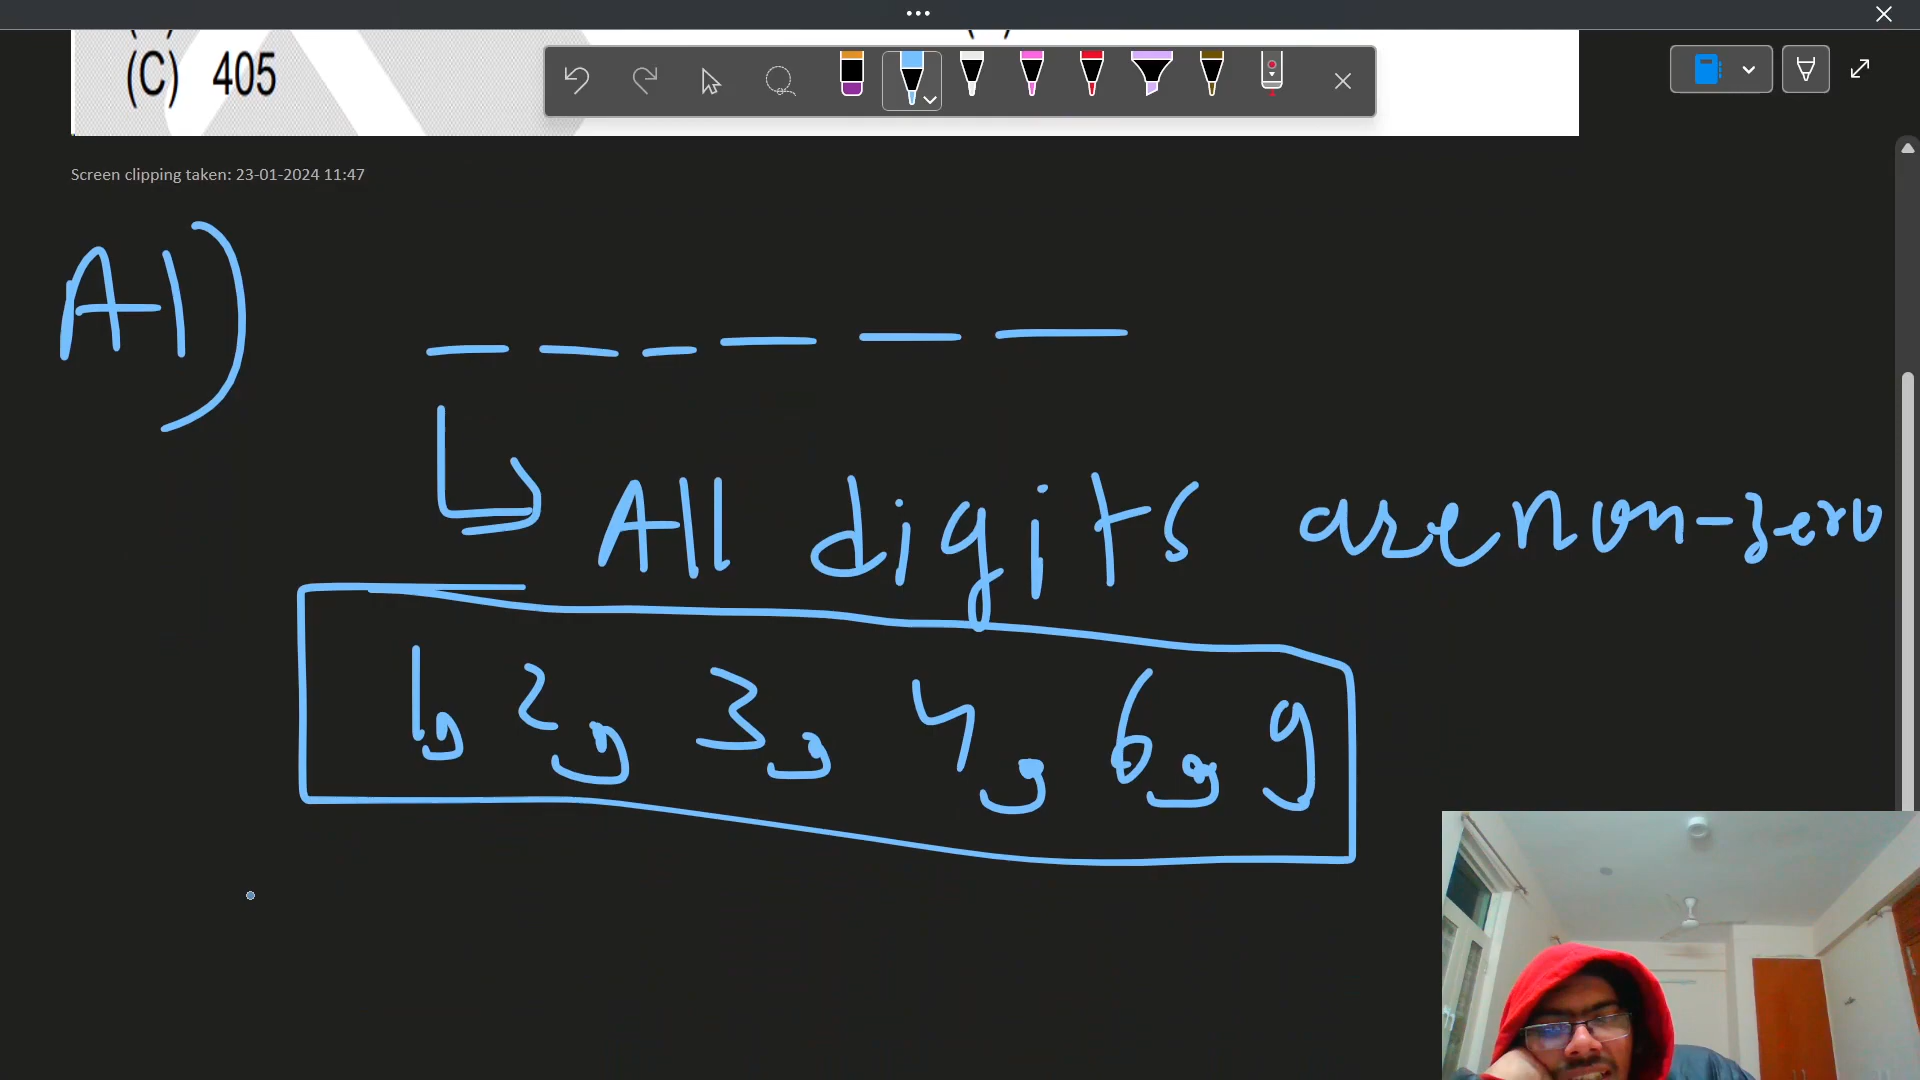 (C) 405
Screen clipping taken: 23-01-2024 11:47
A1)
All digits are non-zero
1, 2, 3, 4, 6, 9